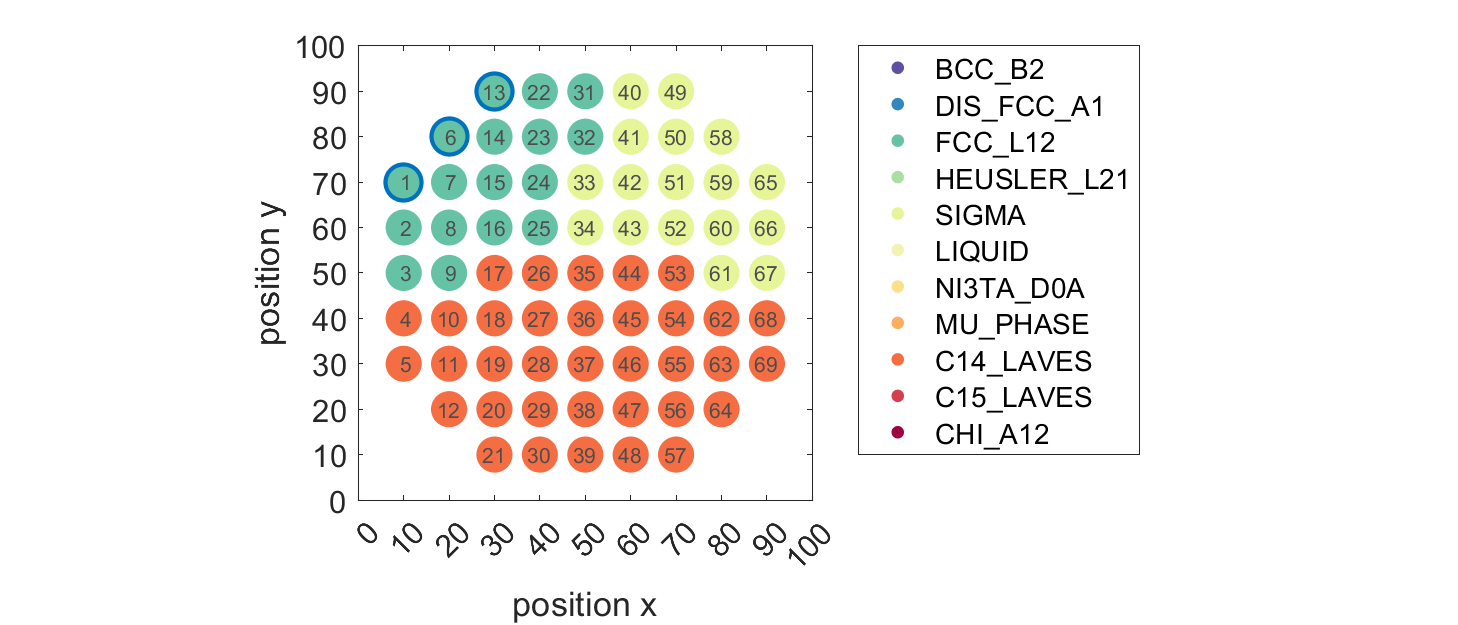 100
90
80
70
60
50
40
30
20
10
0
13 22 31 40 49
6 14 23 32 41 50 58
1 7 15 24 33 42 51 59 65
2 8 16 25 34 43 52 60 66
3 9 17 26 35 44 53 61 67
4 10 18 27 36 45 54 62 68
5 11 19 28 37 46 55 63 69
12 20 29 38 47 56 64
21 30 39 48 57
0 10 20 30 40 50 60 70 80 90 100
position x
position y
BCC_B2
DIS_FCC_A1
FCC_L12
HEUSLER_L21
SIGMA
LIQUID
NI3TA_D0A
MU_PHASE
C14_LAVES
C15_LAVES
CHI_A12